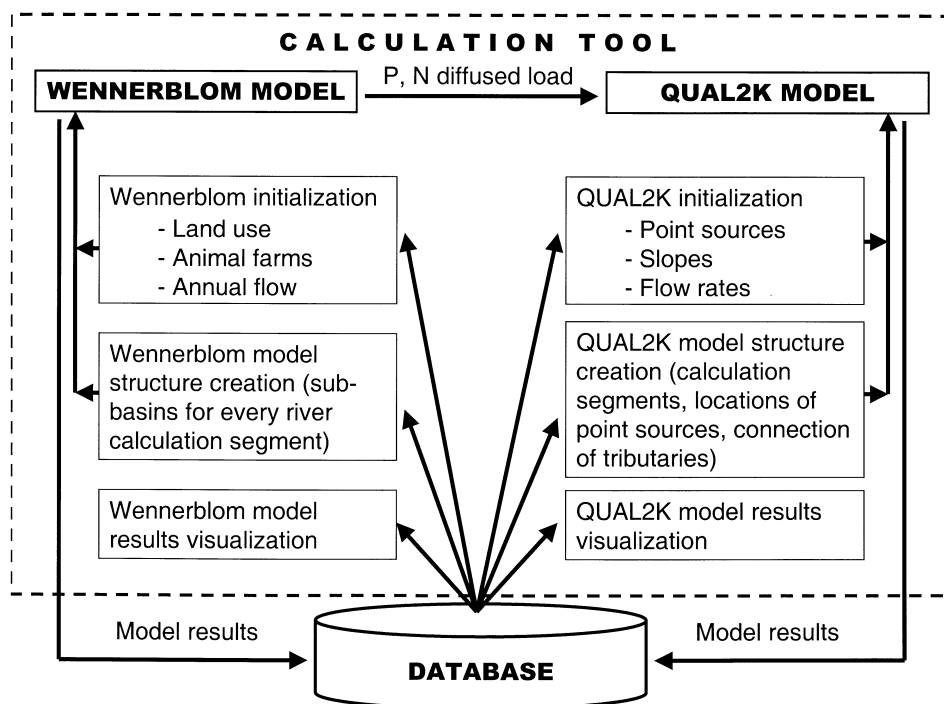 CALCULATION TOOL
P, N diffused load
WENNERBLOM MODEL
QUAL2K MODEL
Wennerblom initialization
- Land use
- Animal farms
- Annual flow
QUAL2K initialization
- Point sources
- Slopes
- Flow rates
Wennerblom model
structure creation (sub-
basins for every river
calculation segment)
QUAL2K model structure
creation (calculation
segments, locations of
point sources, connection
of tributaries)
Wennerblom model
results visualization
QUAL2K model results
visualization
Model results
Model results
DATABASE